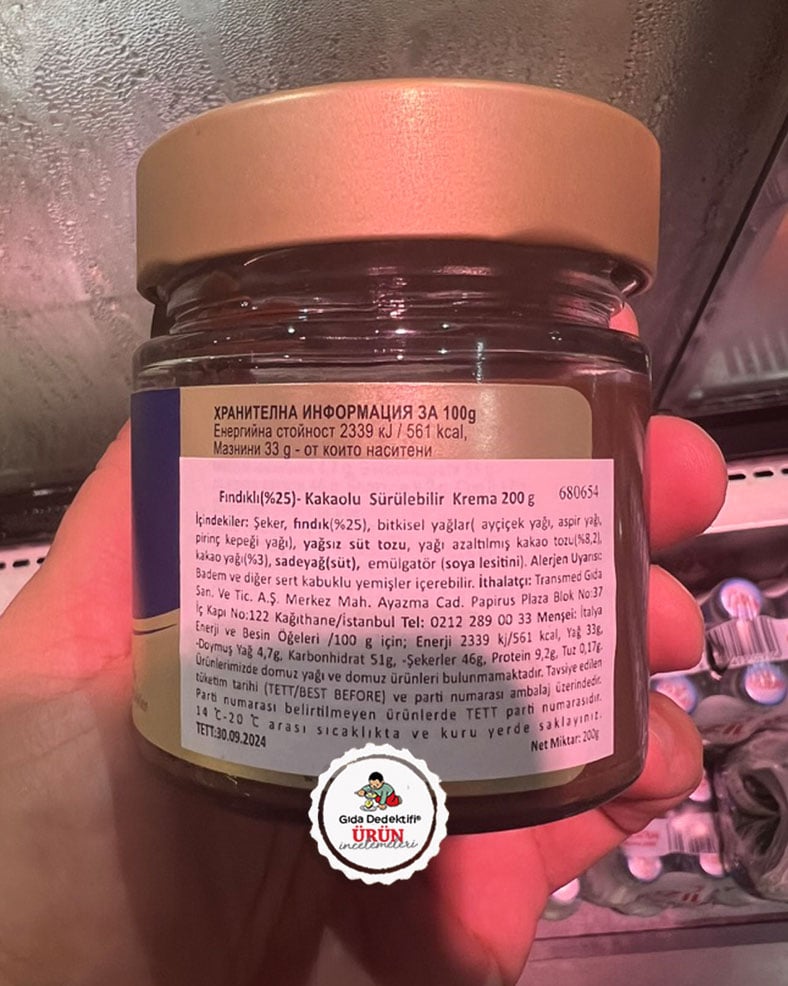 ХРАНИТЕЛНА ИНФОРМАЦИЯ ЗА 100g
Енергийна стойност 2339 кJ / 561 kcal,
Мазнини 33 g - от които наситени
Fındıklı(%25)- Kakaolu Sürülebilir Krema 200 g 680654
İçindekiler: Şeker, fındık(%25), bitkisel yağlar( ayçiçek yağı, aspir yağı,
pirinç kepeği yağı), yağsız süt tozu, yağı azaltılmış kakao tozu(%8,2),
kakao yağı(%3), sadeyağ(süt), emülgatör (soya lesitini). Alerjen Uyarısı:
Badem ve diğer sert kabuklu yemişler içerebilir. İthalatçı: Transmed Gıda
San. Ve Tic. A.Ş. Merkez Mah. Ayazma Cad. Papirus Plaza Blok No:37
İç Kapı No:122 Kağıthane/istanbul Tel: 0212 289 00 33 Menşei: İtalya
Enerji ve Besin Öğeleri /100 g için; Enerji 2339 kj/561 kcal, Yağ 33g,
-Doymuş Yağ 4,7g, Karbonhidrat 51g, -Şekerler 46g, Protein 9,2g, Tuz 0,17g.
Ürünlerimizde domuz yağı ve domuz ürünleri bulunmamaktadır. Tavsiye edilen
tüketim tarihi (TETT/BEST BEFORE) ve parti numarası ambalaj üzerindedir.
Parti numarası belirtilmeyen ürünlerde TETT parti numarasıdır.
14 ℃-20 ℃ arası sıcaklıkta ve kuru yerde saklayınız.
TETT:30.09.2024 Net Miktar: 200g
Gıda Dedektifi®
ÜRÜN
incelemeleri